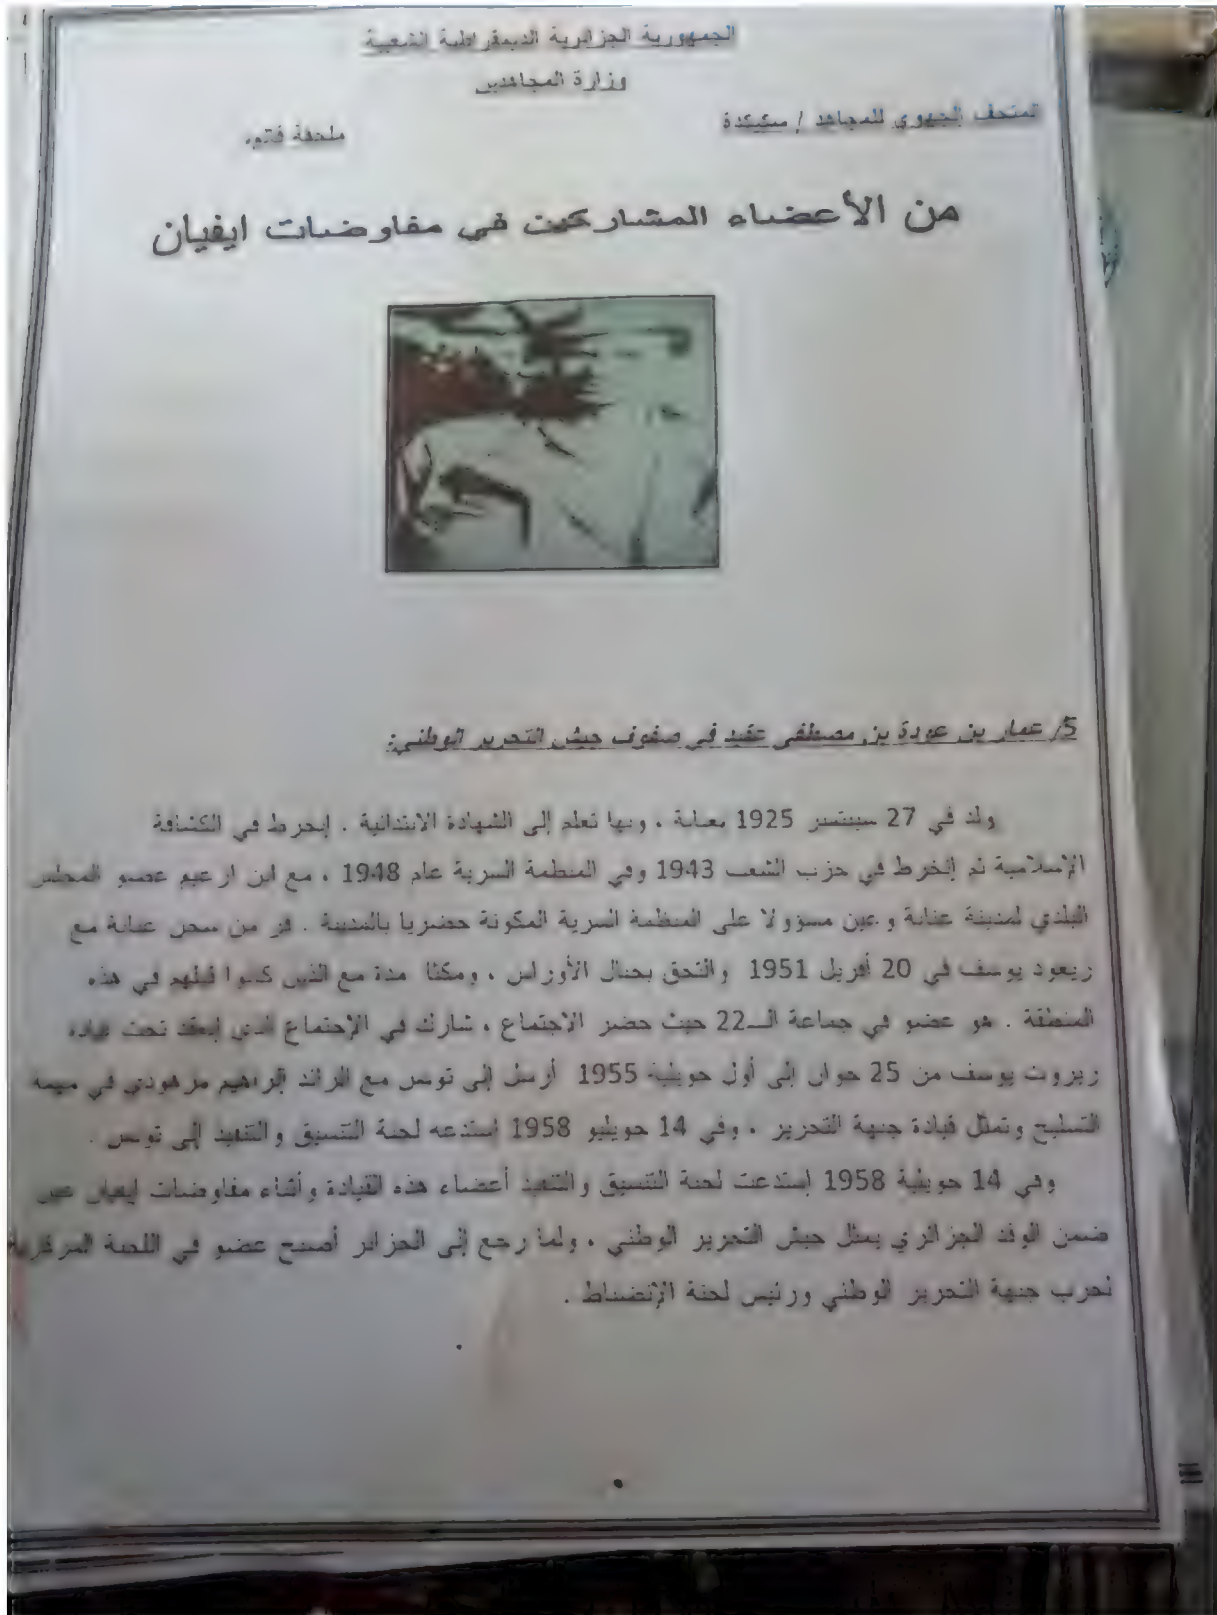 الجمهورية الجزائرية الديمقراطية الشعبية
وزارة المجاهدين
المتحف الجهوي للمجاهد / سكيكدة
ملحقة قالمة
من الأعضاء المشاركين في مفاوضات ايفيان
5/ عمار بن عودة بن مصطفى عقيد في صفوف جيش التحرير الوطني:
ولد في 27 سبتمبر 1925 بعنابة ، وبها تعلم إلى الشهادة الابتدائية . إنخرط في الكشافة
الإسلامية ثم إنخرط في حزب الشعب 1943 وفي المنظمة السرية عام 1948 ، مع ابن ازعيم عضو المجلس
البلدي لمدينة عنابة وعين مسؤولا على المنظمة السرية المكونة حضريا بالمدينة . فر من سجن عنابة مع
زيغود يوسف في 20 أفريل 1951 والتحق بجبال الأوراس ، ومكثا مدة مع الذين كانوا قبلهم في هذه
المنطقة . هو عضو في جماعة الـ22 حيث حضر الاجتماع ، شارك في الإجتماع الذي إنعقد تحت قيادة
زيروت يوسف من 25 جوان إلى أول جويلية 1955 أرسل إلى تونس مع الرائد إبراهيم مزهودي في مهمة
التسليح وتمثل قيادة جبهة التحرير ، وفي 14 جويليو 1958 استدعه لجنة التنسيق والتنفيذ إلى تونس .
وفي 14 جويلية 1958 إستدعت لجنة التنسيق والتنفيذ أعضاء هذه القيادة وأثناء مفاوضات إيفيان عين
ضمن الوفد الجزائري يمثل جيش التحرير الوطني ، ولما رجع إلى الجزائر أصبح عضو في اللجنة المركزية
لحزب جبهة التحرير الوطني ورئيس لجنة الإنضباط .